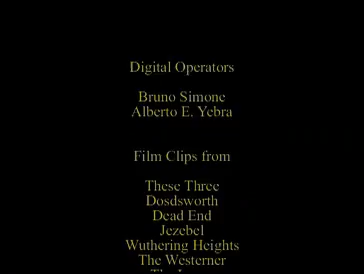 Digital Operators
Bruno Simone
Alberto E. Yebra
Film Clips from
These Three
Dosdsworth
Dead End
Jezebel
Wuthering Heights
The Westerner